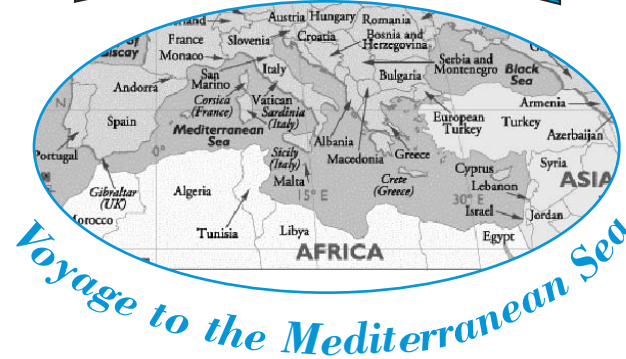 Austria Hungary Romania
France Slovenia Croatia Bosnia and
Herzegovina
Monaco
Serbia and
Montenegro
Black
Sea
San
Marino
Italy
Andorra
Bulgaria
Corsica
(France)
Vatican
Sardinia
(Italy)
Armenia
Spain
Mediterranean
Sea
European
Turkey
Turkey
Azerbaijan
Albania
Macedonia
Greece
Portugal
0°
Sicily
(Italy)
Malta
Crete
(Greece)
Cyprus
Syria
Lebanon
ASIA
Gibraltar
(UK)
Algeria
15° E
30° E
Israel
Jordan
Morocco
Tunisia
Libya
Egypt
AFRICA
Voyage to the Mediterranean Sea